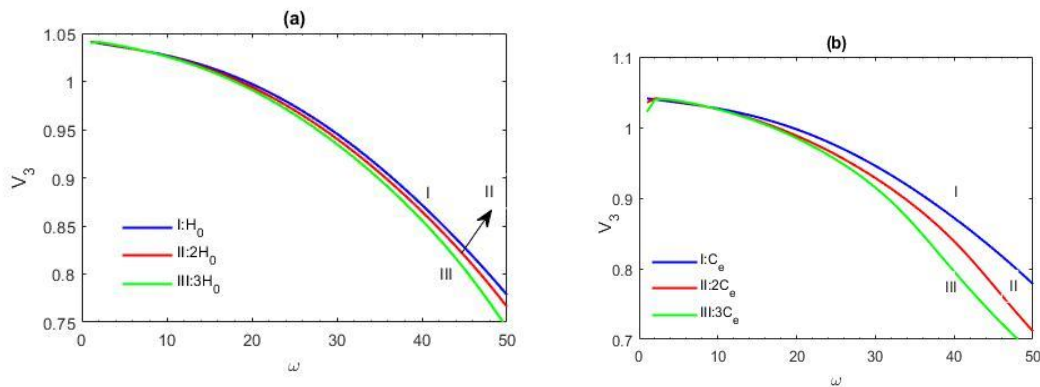 (a)
1.05
1
0.95
0.9
0.85
0.8
0.75
V3
I
II
III
I:H0
II:2H0
III:3H0
0 10 20 30 40 50
ω
(b)
1.1
1
0.9
0.8
0.7
V3
I
II
III
I:Ce
II:2Ce
III:3Ce
0 10 20 30 40 50
ω